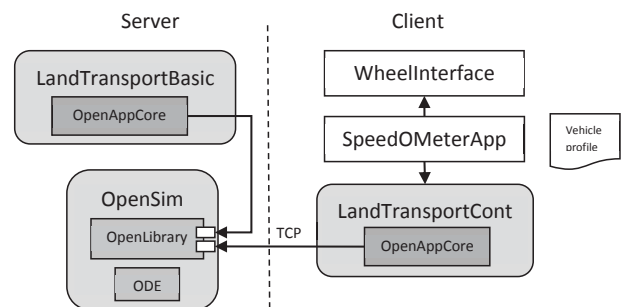 Server
Client
LandTransportBasic
OpenAppCore
WheelInterface
SpeedOMeterApp
Vehicle
profile
OpenSim
OpenLibrary
ODE
TCP
LandTransportCont
OpenAppCore